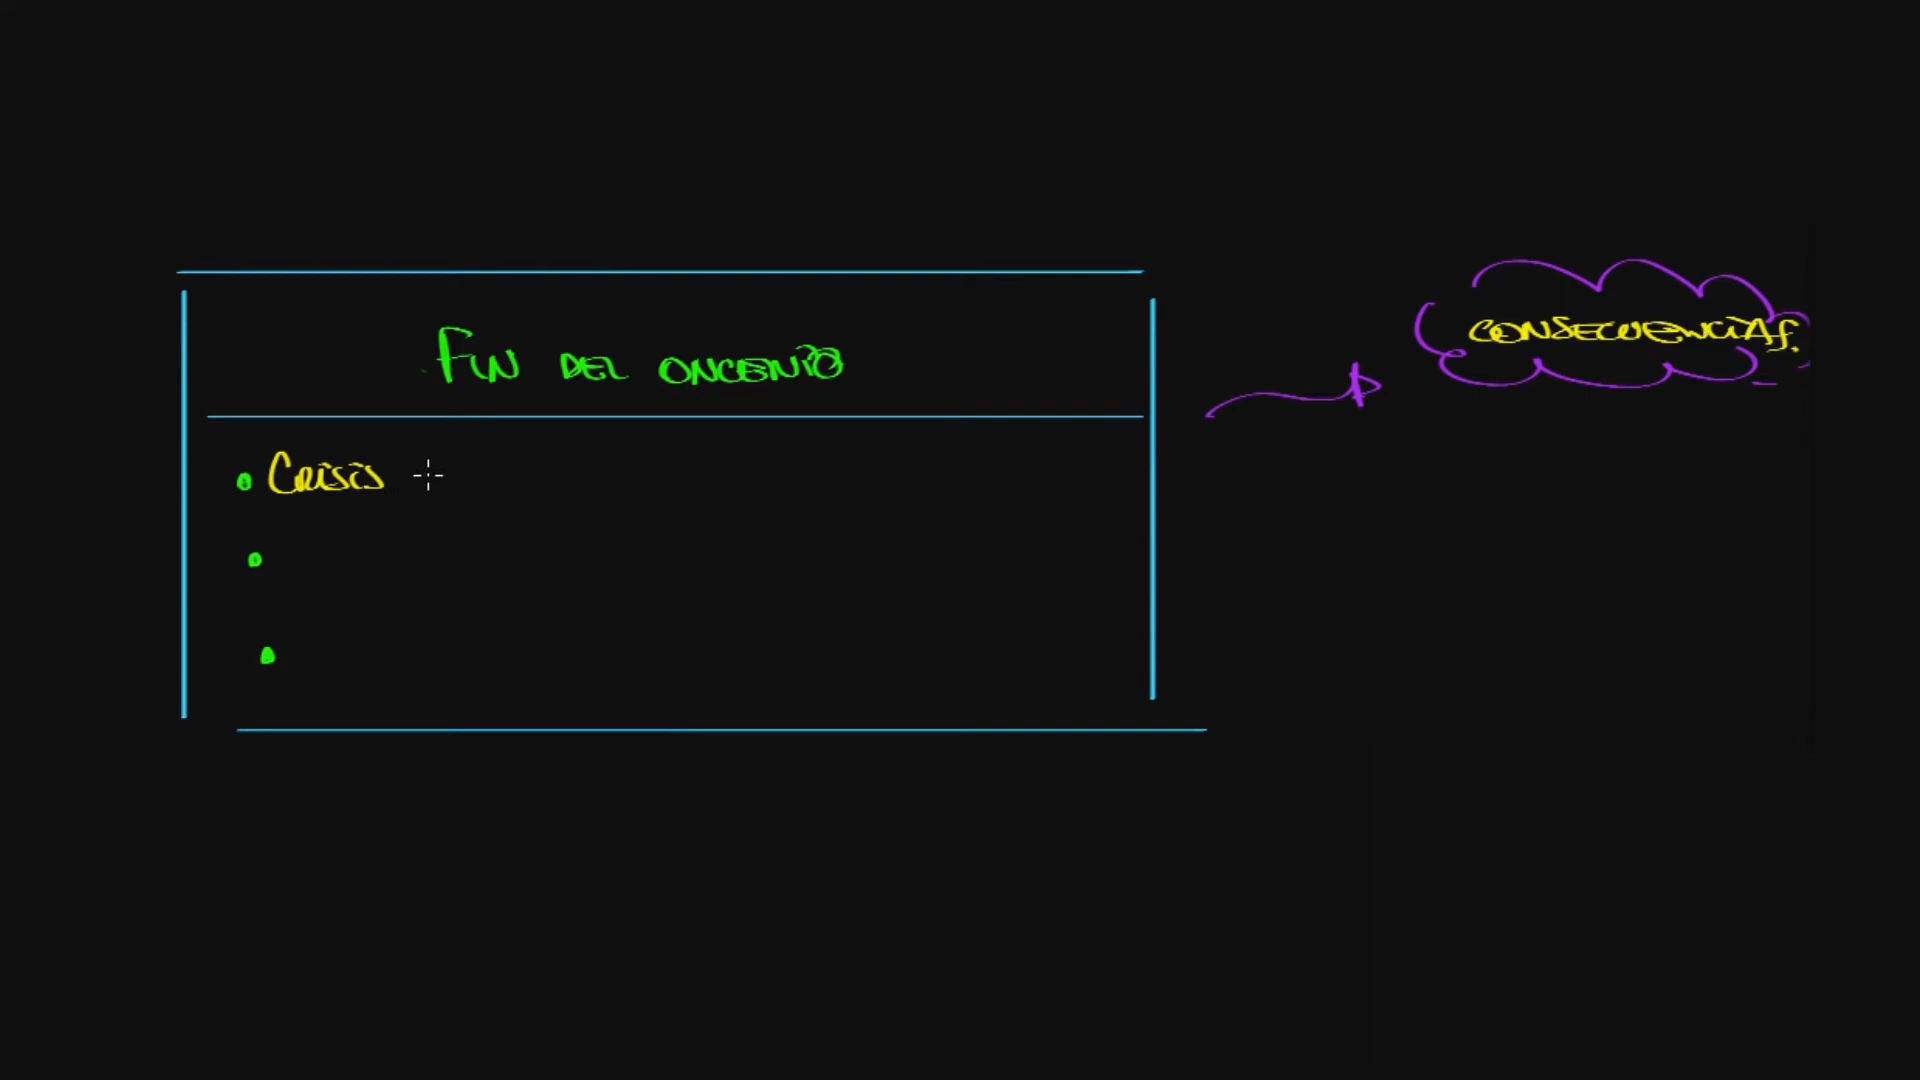 Fin DEL ONCENIO
CONSECUENCIAS.
• Crisis
•
•